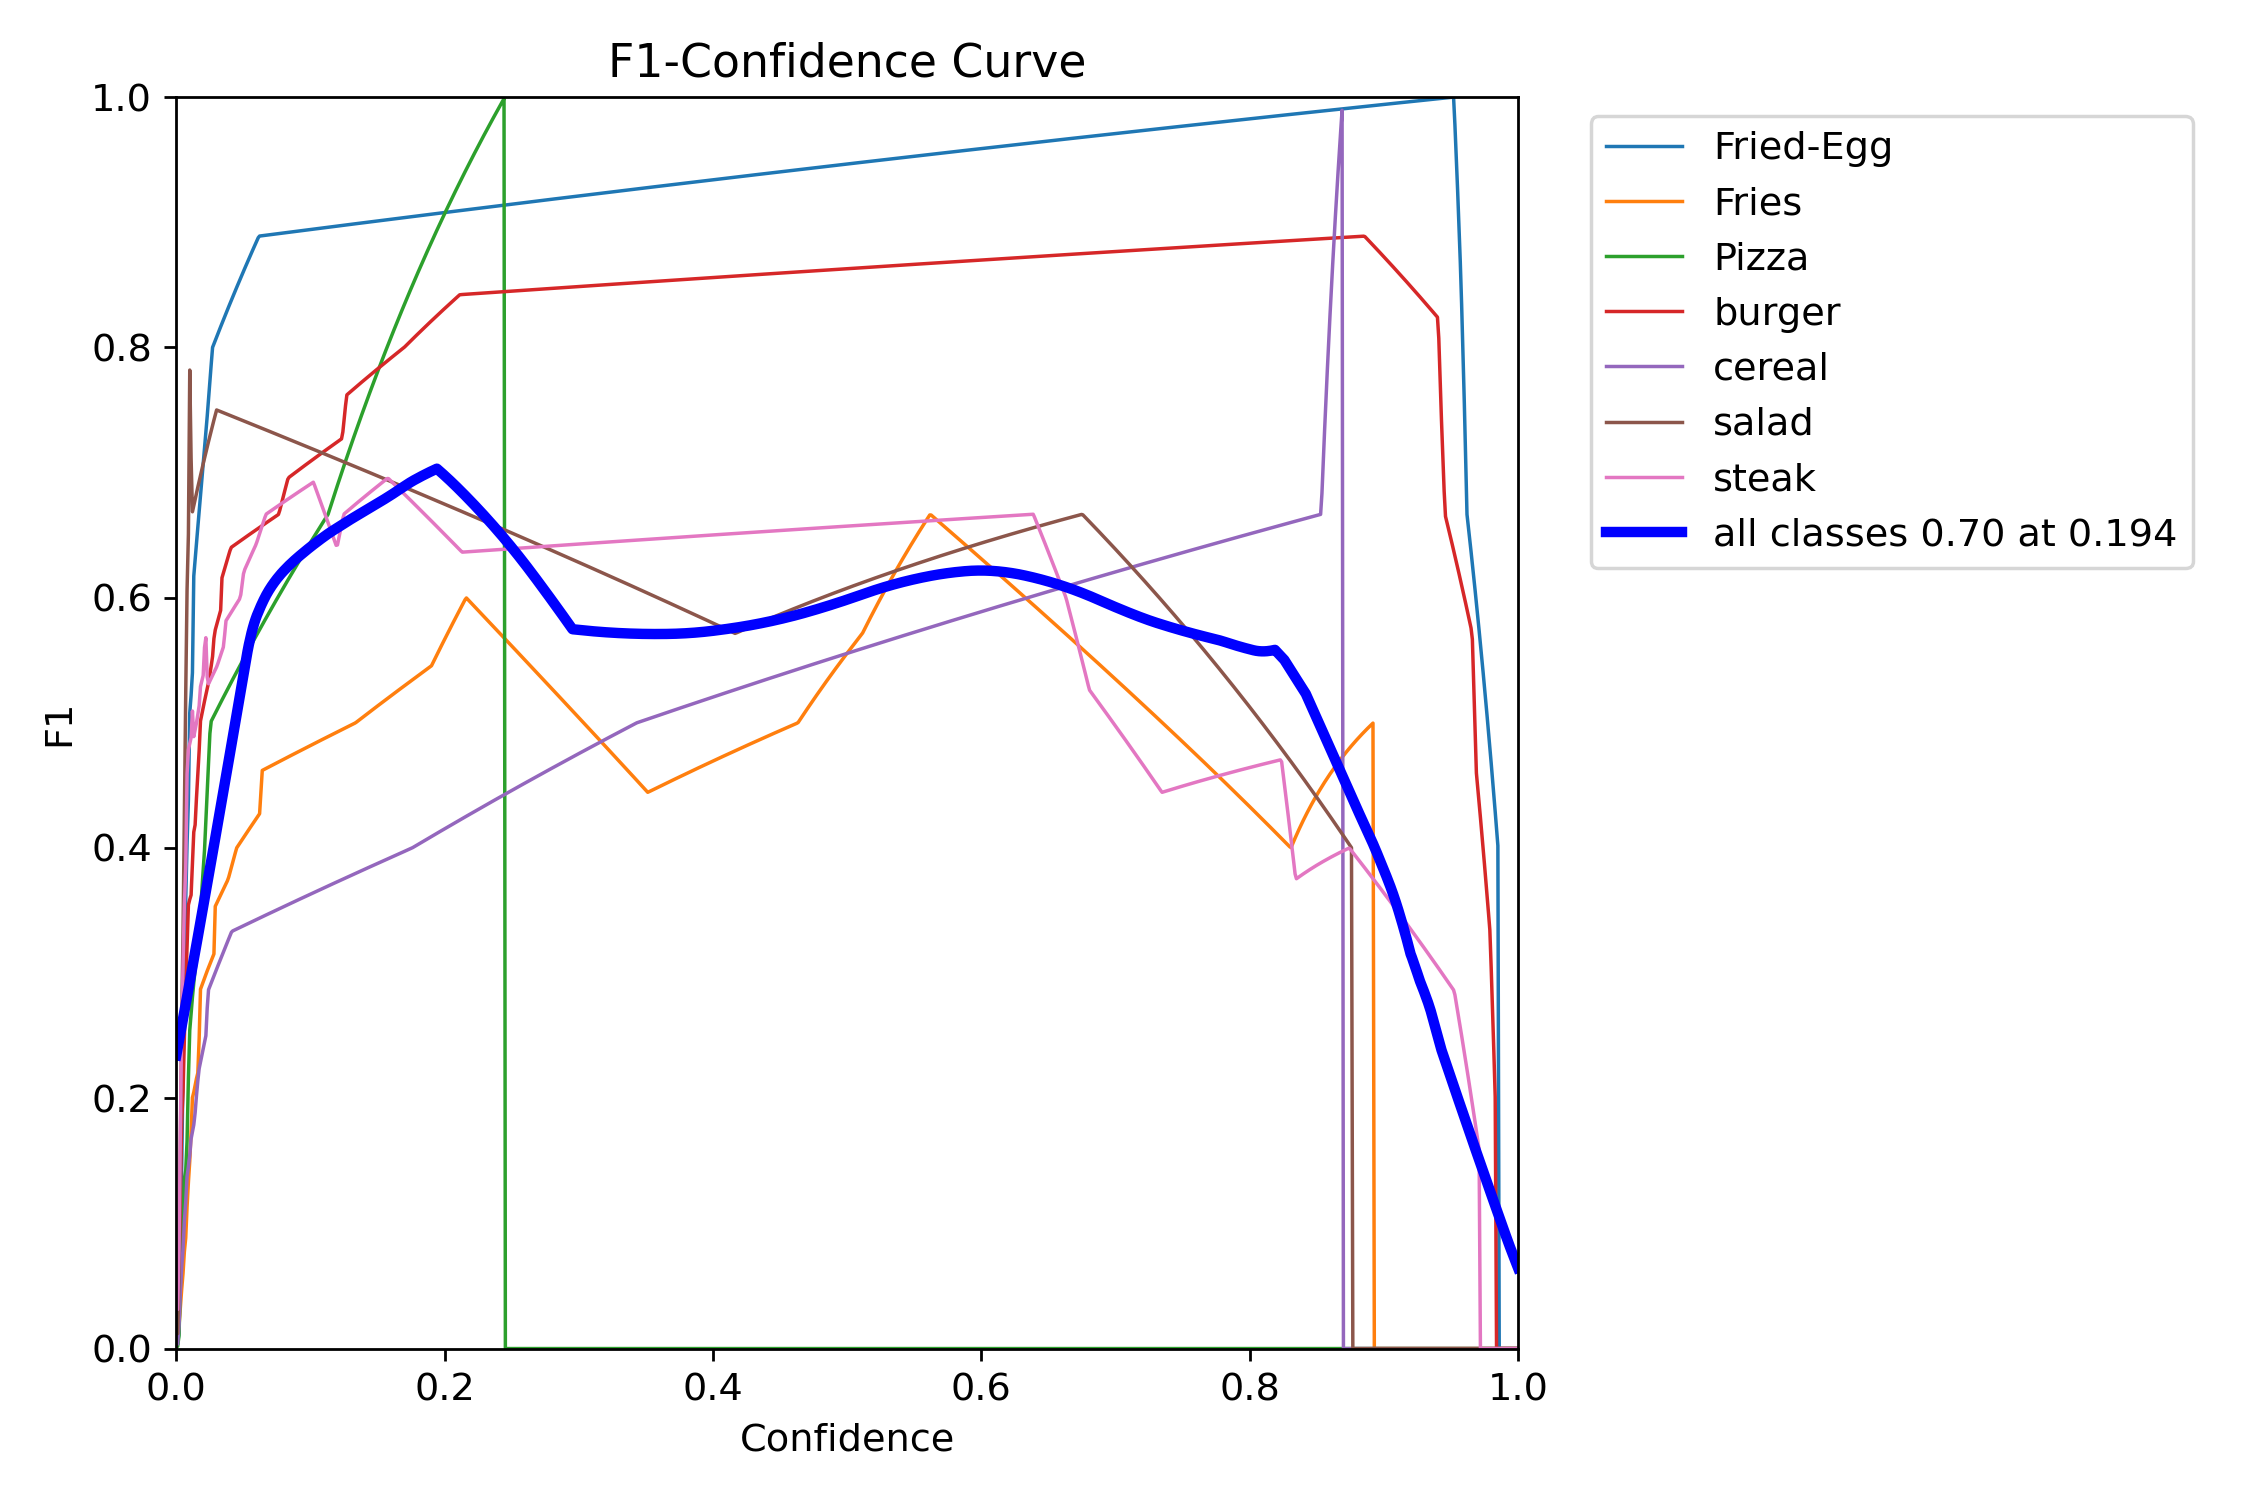 F1-Confidence Curve
1.0
0.8
0.6
0.4
0.2
0.0
F1
0.0 0.2 0.4 0.6 0.8 1.0
Confidence
Fried-Egg
Fries
Pizza
burger
cereal
salad
steak
all classes 0.70 at 0.194